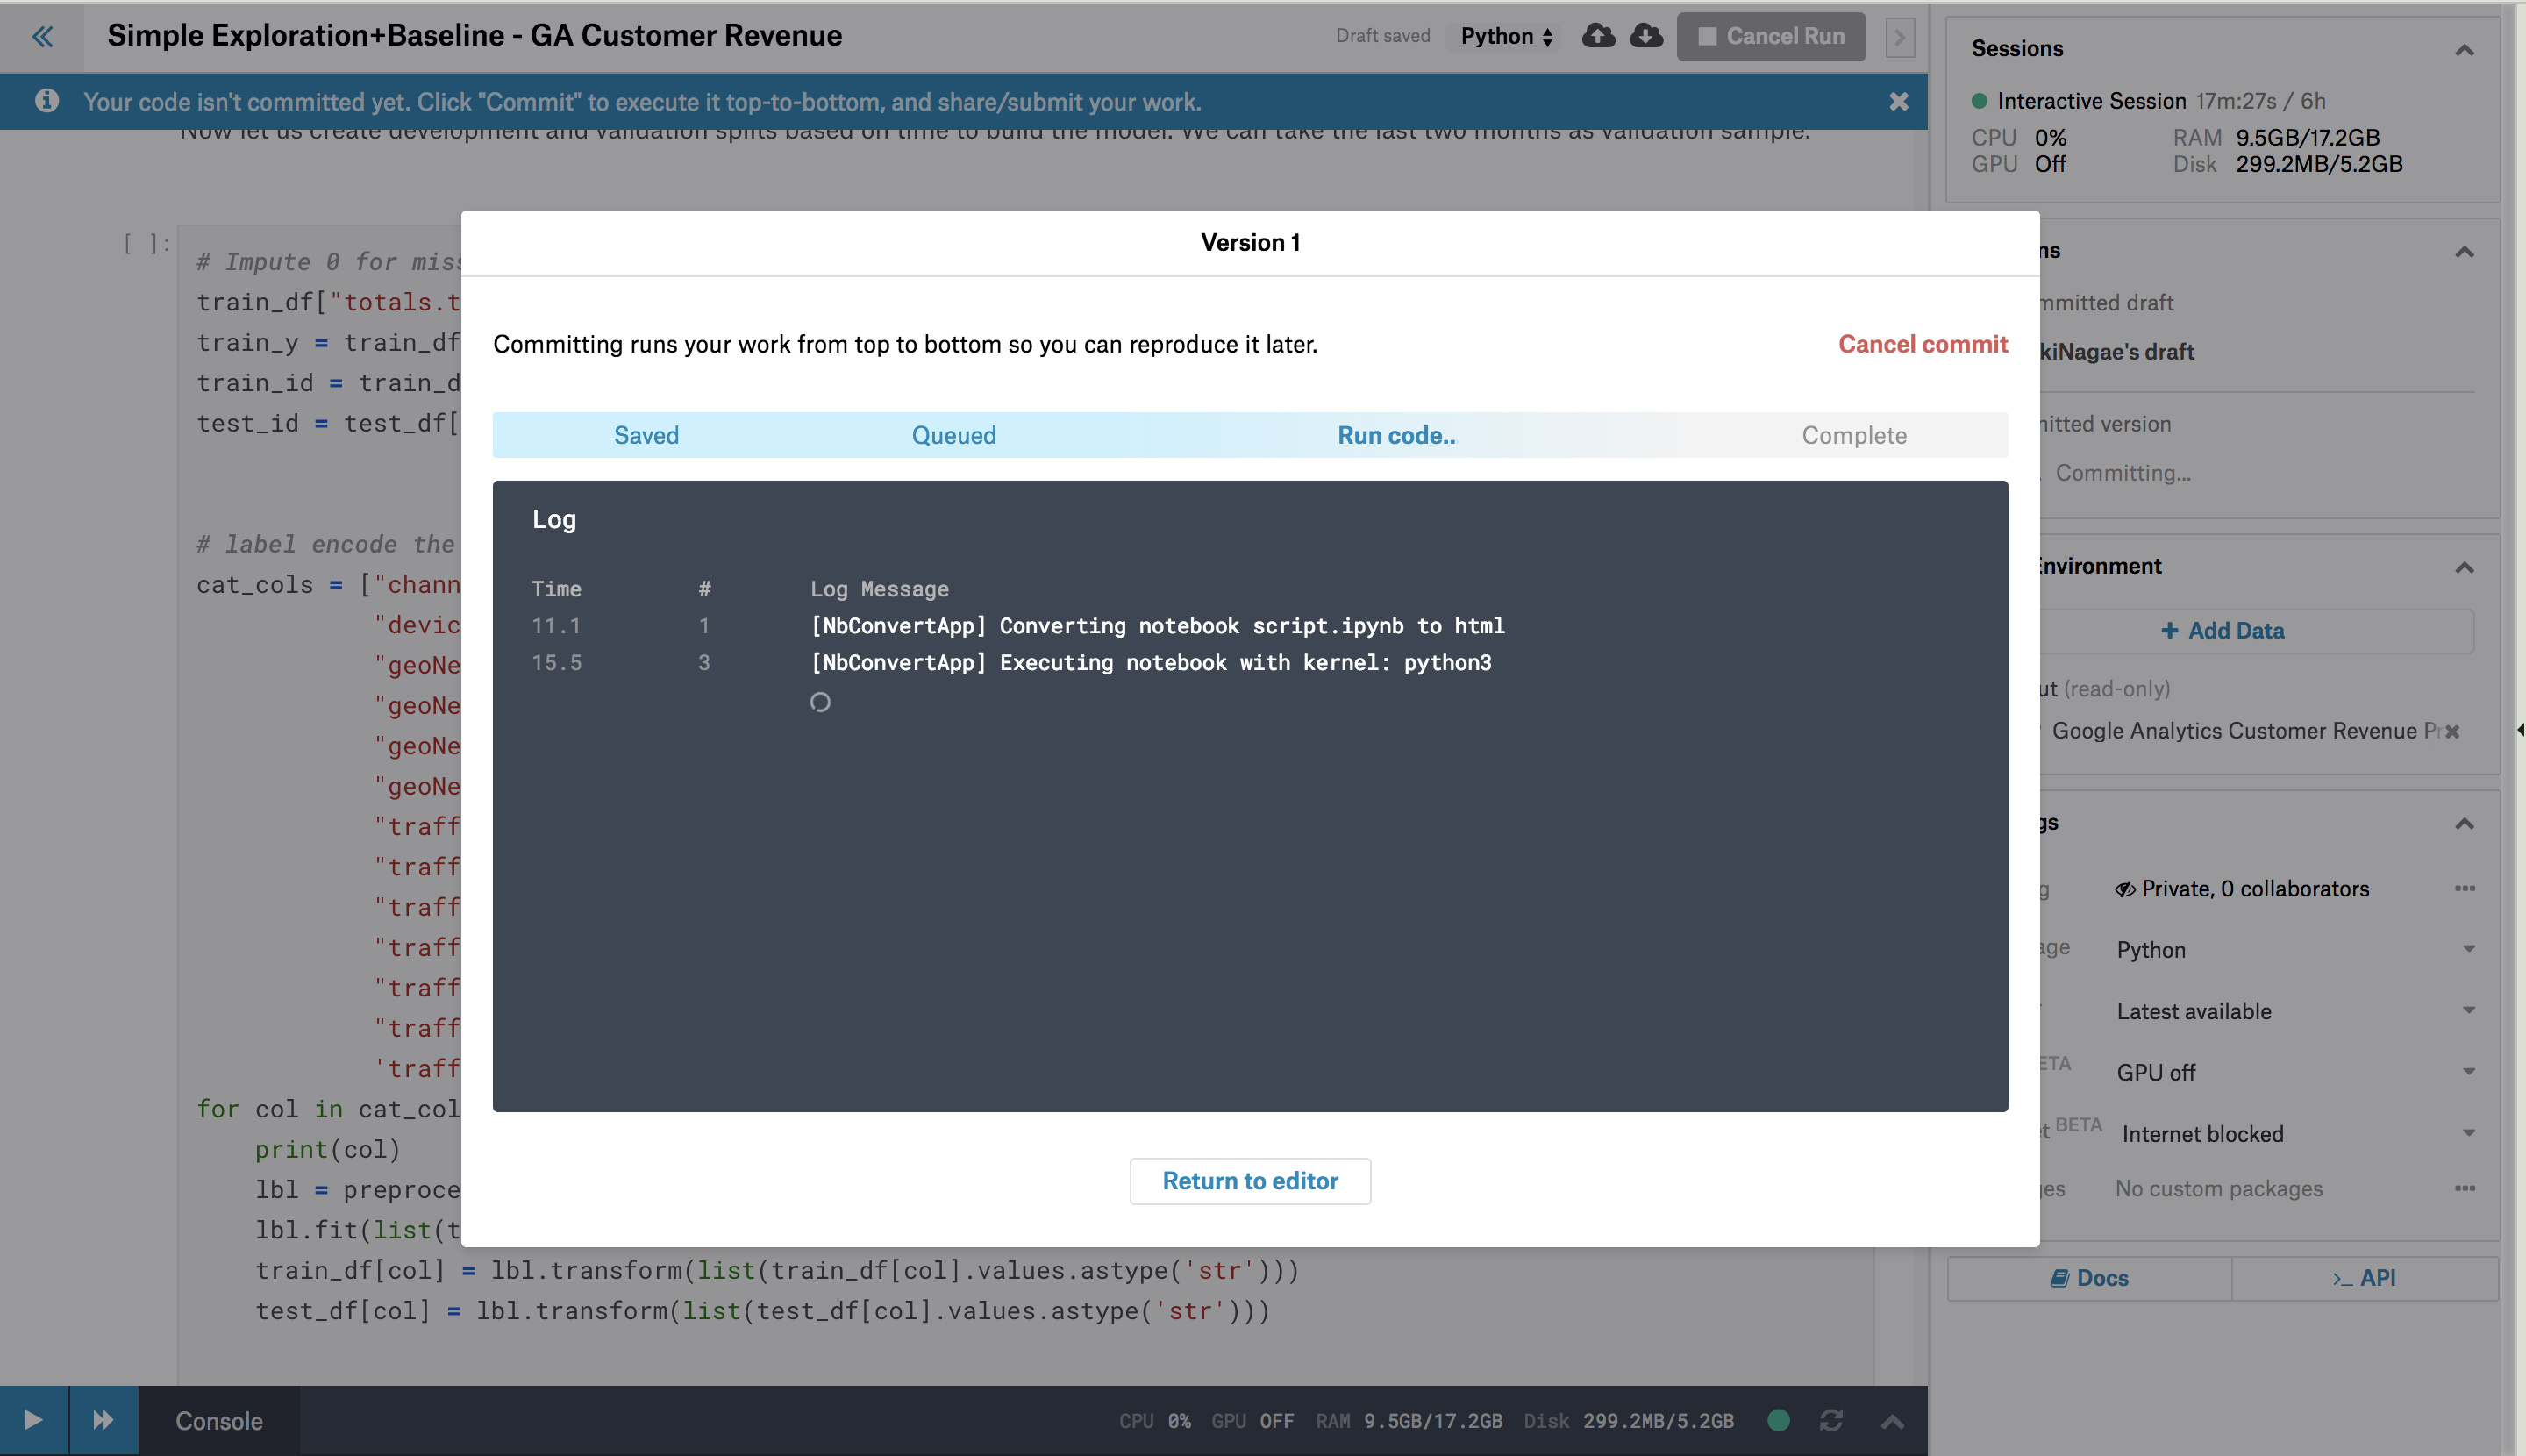 Simple Exploration+Baseline - GA Customer Revenue
Draft saved
Python
Cancel Run
Your code isn't committed yet. Click "Commit" to execute it top-to-bottom, and share/submit your work.
Now let us create development and validation splits based on time to build the model. We can take the last two months as validation sample.
[ ]:
# Impute 0 for miss
train_df["totals.t
train_y = train_df
train_id = train_d
test_id = test_df[
# label encode the
cat_cols = ["chann
"devic
"geoNe
"geoNe
"geoNe
"geoNe
"traff
"traff
"traff
"traff
"traff
"traff
'traff
for col in cat_col
print(col)
lbl = preproce
lbl.fit(list(t
train_df[col] = lbl.transform(list(train_df[col].values.astype('str')))
test_df[col] = lbl.transform(list(test_df[col].values.astype('str')))
Version 1
Committing runs your work from top to bottom so you can reproduce it later.
Cancel commit
Saved
Queued
Run code..
Complete
Log
Time # Log Message
11.1 1 [NbConvertApp] Converting notebook script.ipynb to html
15.5 3 [NbConvertApp] Executing notebook with kernel: python3
Return to editor
Sessions
Interactive Session 17m:27s / 6h
CPU 0% RAM 9.5GB/17.2GB
GPU Off Disk 299.2MB/5.2GB
ns
mmitted draft
kiNagae's draft
nitted version
Committing...
Environment
+ Add Data
ut (read-only)
Google Analytics Customer Revenue Pr
gs
g Private, 0 collaborators
age Python
Latest available
ETA GPU off
t BETA Internet blocked
es No custom packages
Docs
>_ API
Console
CPU 0% GPU OFF RAM 9.5GB/17.2GB Disk 299.2MB/5.2GB